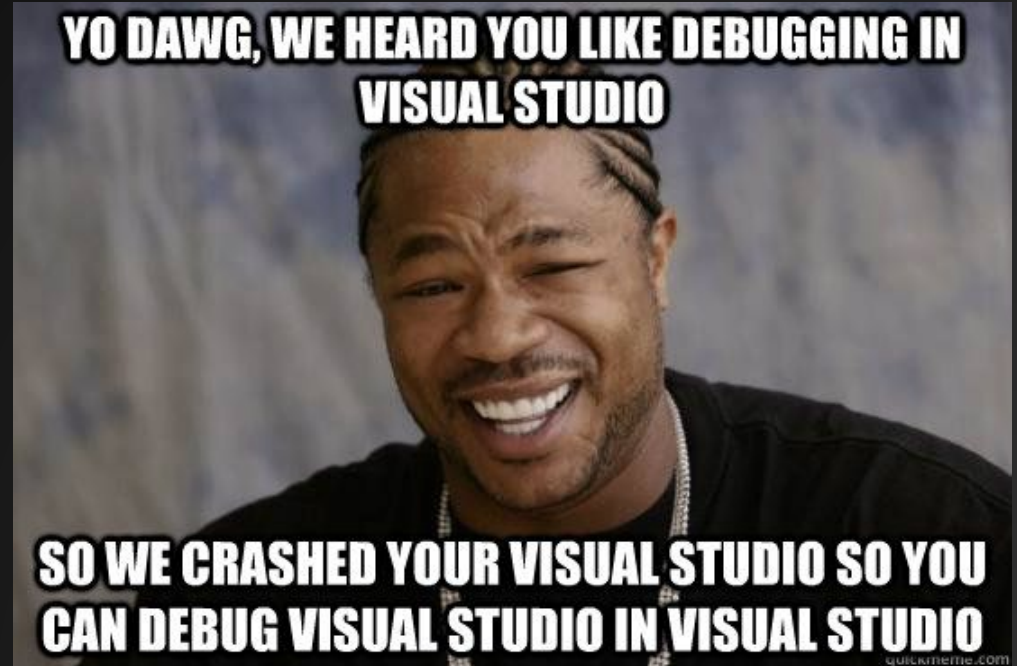 YO DAWG, WE HEARD YOU LIKE DEBUGGING IN
VISUAL STUDIO
SO WE CRASHED YOUR VISUAL STUDIO SO YOU
CAN DEBUG VISUAL STUDIO IN VISUAL STUDIO
quickmeme.com